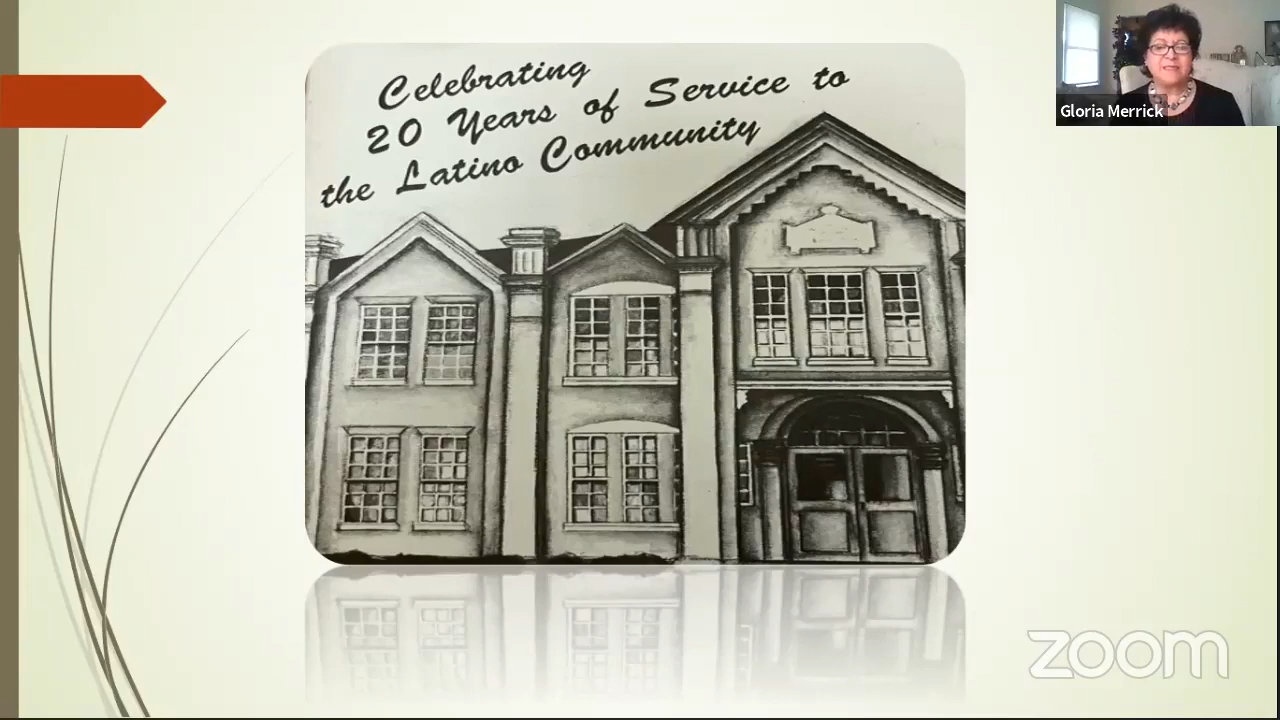 Celebrating
20 Years of Service to
the Latino Community
Gloria Merrick
zoom